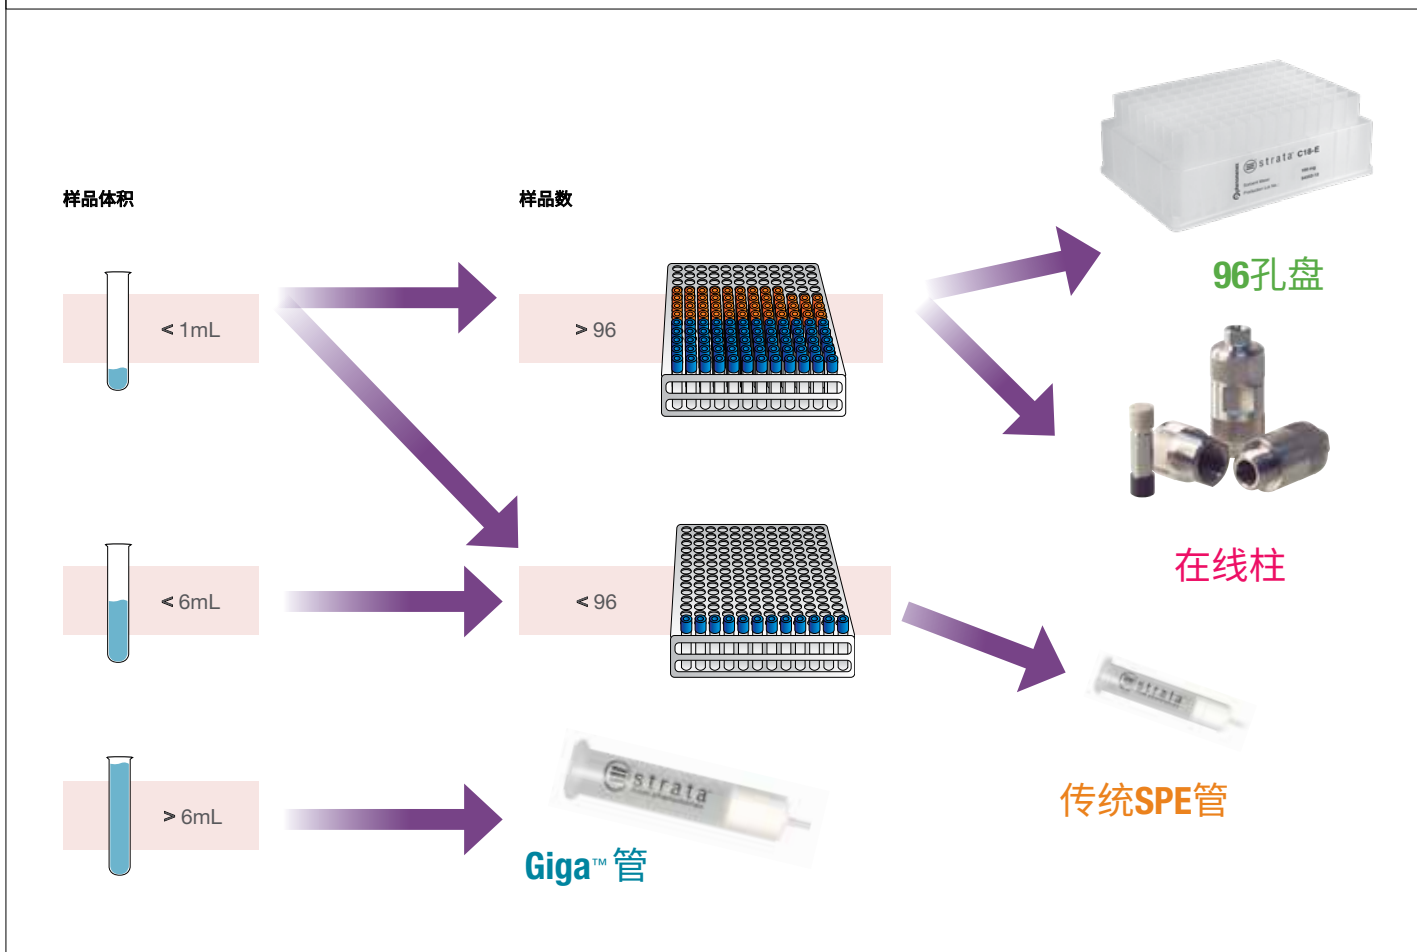 样品体积
样品数
strata C18-E
96孔盘
< 1mL
> 96
在线柱
< 6mL
< 96
strata
传统SPE管
> 6mL
strata
Giga™ 管